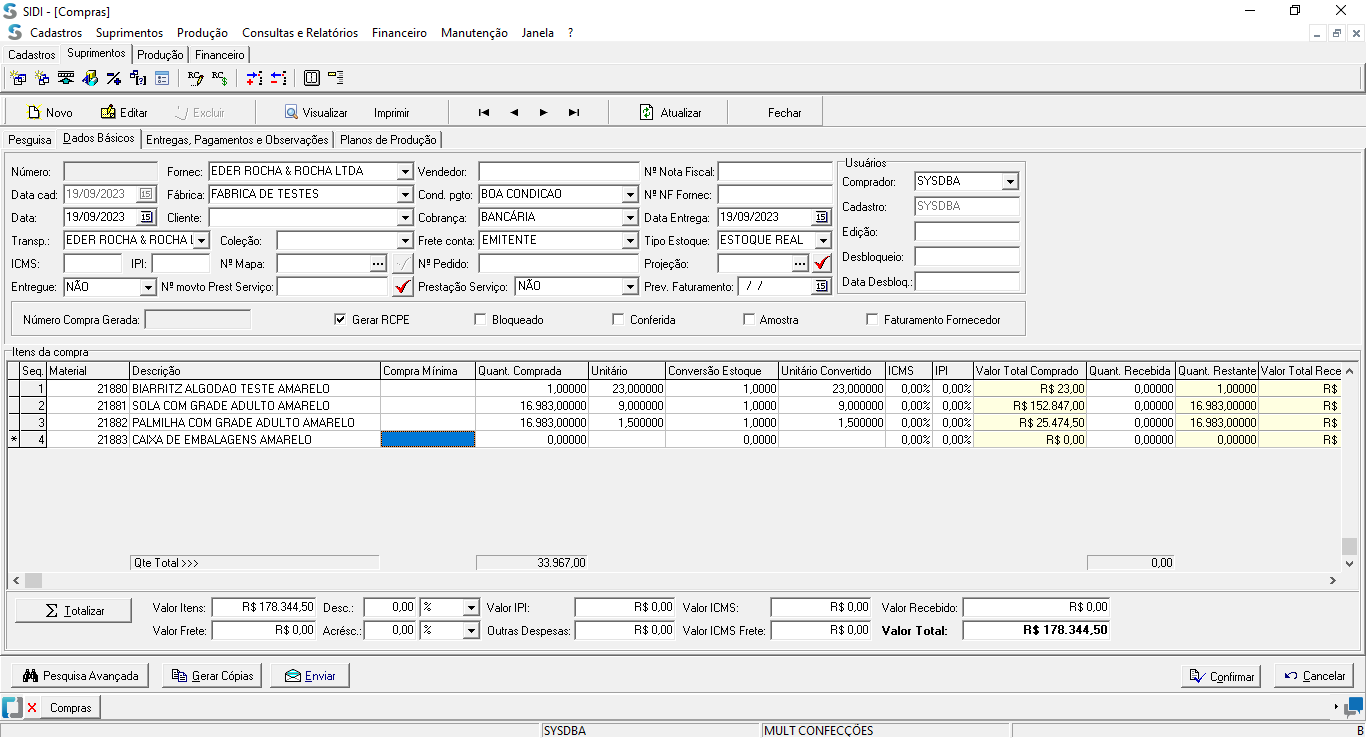 SIDI - [Compras]
Cadastros Suprimentos Produção Consultas e Relatórios Financeiro Manutenção Janela ?
Cadastros Suprimentos Produção Financeiro
Novo Editar Excluir Visualizar Imprimir Atualizar Fechar
Pesquisa Dados Básicos Entregas, Pagamentos e Observações Planos de Produção
Usuários
Número: Fornec: EDER ROCHA & ROCHA LTDA Vendedor: Nº Nota Fiscal: Comprador: SYSDBA
Data cad: 19/09/2023 15 Fábrica: FABRICA DE TESTES Cond. pgto: BOA CONDICAO Nº NF Fornec: Cadastro: SYSDBA
Data: 19/09/2023 15 Cliente: Cobrança: BANCÁRIA Data Entrega: 19/09/2023 15 Edição:
Transp.: EDER ROCHA & ROCHA L Coleção: Frete conta: EMITENTE Tipo Estoque: ESTOQUE REAL
ICMS: IPI: Nº Mapa: ... Nº Pedido: Projeção: ... Desbloqueio:
Entregue: NÃO Nº movto Prest Serviço: Prestação Serviço: NÃO Prev. Faturamento: / / 15 Data Desbloq.:
Número Compra Gerada: Gerar RCPE Bloqueado Conferida Amostra Faturamento Fornecedor
Itens da compra
Seq. Material Descrição Compra Mínima Quant. Comprada Unitário Conversão Estoque Unitário Convertido ICMS IPI Valor Total Comprado Quant. Recebida Quant. Restante Valor Total Rece
1 21880 BIARRITZ ALGODAO TESTE AMARELO 1,00000 23,000000 1,0000 23,000000 0,00% 0,00% R$ 23,00 0,00000 1,00000 R$
2 21881 SOLA COM GRADE ADULTO AMARELO 16.983,00000 9,000000 1,0000 9,000000 0,00% 0,00% R$ 152.847,00 0,00000 16.983,00000 R$
3 21882 PALMILHA COM GRADE ADULTO AMARELO 16.983,00000 1,500000 1,0000 1,500000 0,00% 0,00% R$ 25.474,50 0,00000 16.983,00000 R$
* 4 21883 CAIXA DE EMBALAGENS AMARELO 0,00000 0,0000 0,00% 0,00% R$ 0,00 0,00000 0,00000 R$
Qte Total >>> 33.967,00 0,00
Totalizar Valor Itens: R$ 178.344,50 Desc.: 0,00 % Valor IPI: R$ 0,00 Valor ICMS: R$ 0,00 Valor Recebido: R$ 0,00
Valor Frete: R$ 0,00 Acrésc.: 0,00 % Outras Despesas: R$ 0,00 Valor ICMS Frete: R$ 0,00 Valor Total: R$ 178.344,50
Pesquisa Avançada Gerar Cópias Enviar Confirmar Cancelar
Compras
SYSDBA MULT CONFECÇÕES B